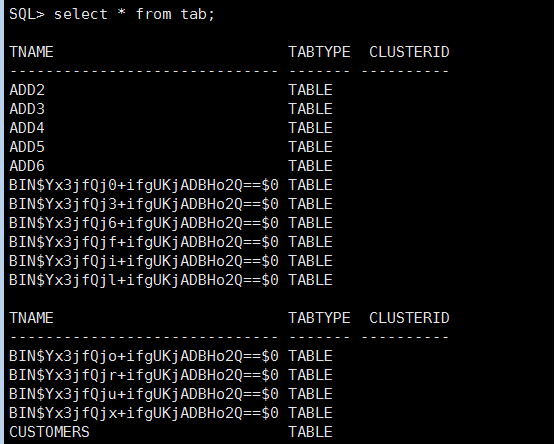 SQL> select * from tab;
TNAME                          TABTYPE  CLUSTERID
------------------------------ ------- ----------
ADD2                           TABLE
ADD3                           TABLE
ADD4                           TABLE
ADD5                           TABLE
ADD6                           TABLE
BIN$Yx3jfQj0+ifgUKjADBHo2Q==$0 TABLE
BIN$Yx3jfQj3+ifgUKjADBHo2Q==$0 TABLE
BIN$Yx3jfQj6+ifgUKjADBHo2Q==$0 TABLE
BIN$Yx3jfQjf+ifgUKjADBHo2Q==$0 TABLE
BIN$Yx3jfQji+ifgUKjADBHo2Q==$0 TABLE
BIN$Yx3jfQjl+ifgUKjADBHo2Q==$0 TABLE
TNAME                          TABTYPE  CLUSTERID
------------------------------ ------- ----------
BIN$Yx3jfQjo+ifgUKjADBHo2Q==$0 TABLE
BIN$Yx3jfQjr+ifgUKjADBHo2Q==$0 TABLE
BIN$Yx3jfQju+ifgUKjADBHo2Q==$0 TABLE
BIN$Yx3jfQjx+ifgUKjADBHo2Q==$0 TABLE
CUSTOMERS                      TABLE